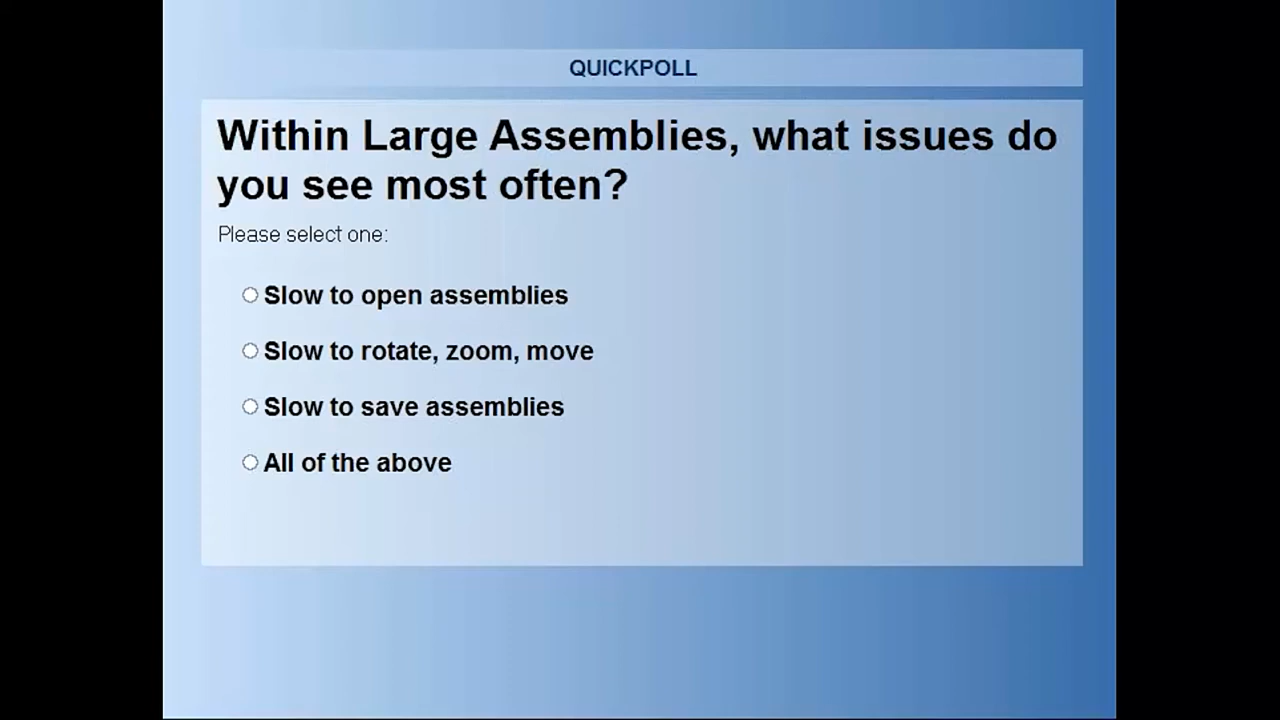 QUICKPOLL
Within Large Assemblies, what issues do
you see most often?
Please select one:
Slow to open assemblies
Slow to rotate, zoom, move
Slow to save assemblies
All of the above